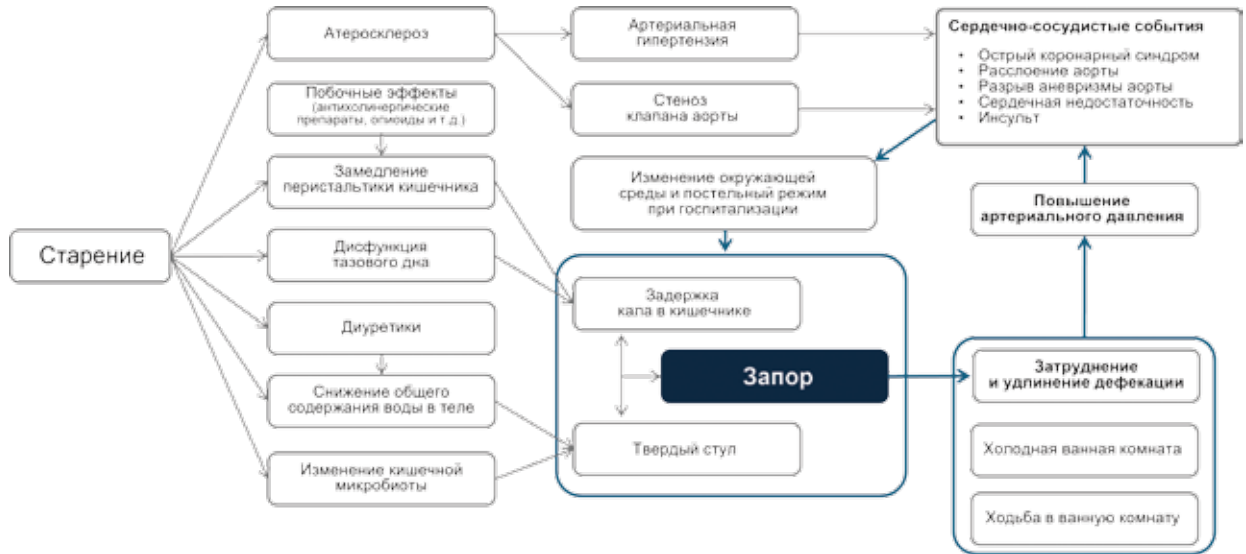 Старение
Атеросклероз
Побочные эффекты
(антихолинергические
препараты, опиоиды и т.д.)
Замедление
перистальтики кишечника
Дисфункция
тазового дна
Диуретики
Снижение общего
содержания воды в теле
Изменение кишечной
микробиоты
Артериальная
гипертензия
Стеноз
клапана аорты
Изменение окружающей
среды и постельный режим
при госпитализации
Задержка
кала в кишечнике
Запор
Твердый стул
Сердечно-сосудистые события
• Острый коронарный синдром
• Расслоение аорты
• Разрыв аневризмы аорты
• Сердечная недостаточность
• Инсульт
Повышение
артериального давления
Затруднение
и удлинение дефекации
Холодная ванная комната
Ходьба в ванную комнату